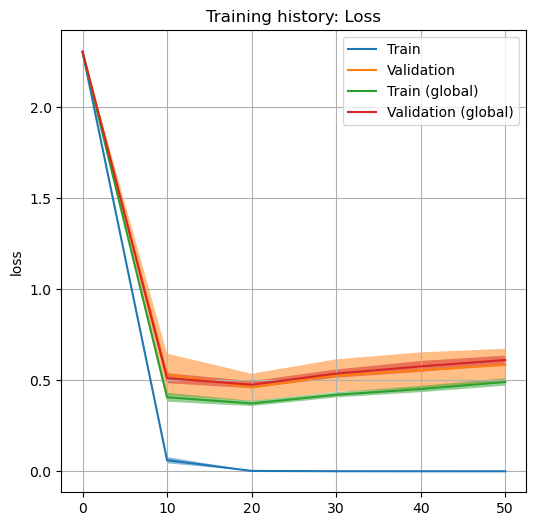 Training history: Loss
Train
Validation
Train (global)
Validation (global)
loss
2.0
1.5
1.0
0.5
0.0
0 10 20 30 40 50